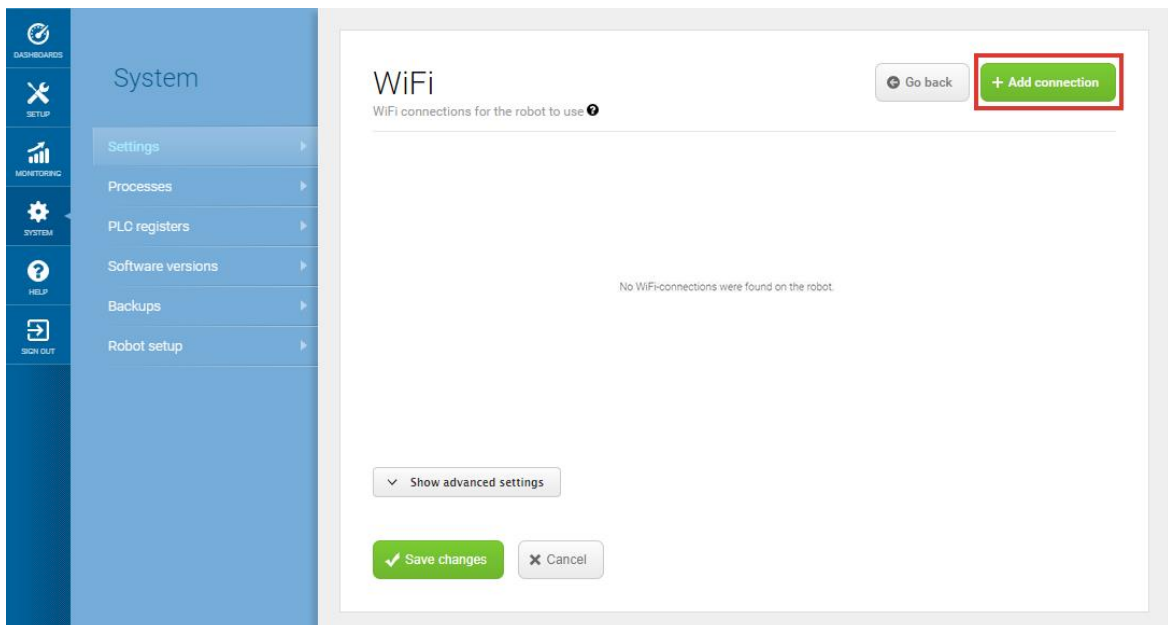 DASHBOARDS
SETUP
MONITORING
SYSTEM
HELP
SIGN OUT
System
Settings
Processes
PLC registers
Software versions
Backups
Robot setup
WiFi
WiFi connections for the robot to use
Go back
+ Add connection
No WiFi-connections were found on the robot.
Show advanced settings
Save changes
Cancel